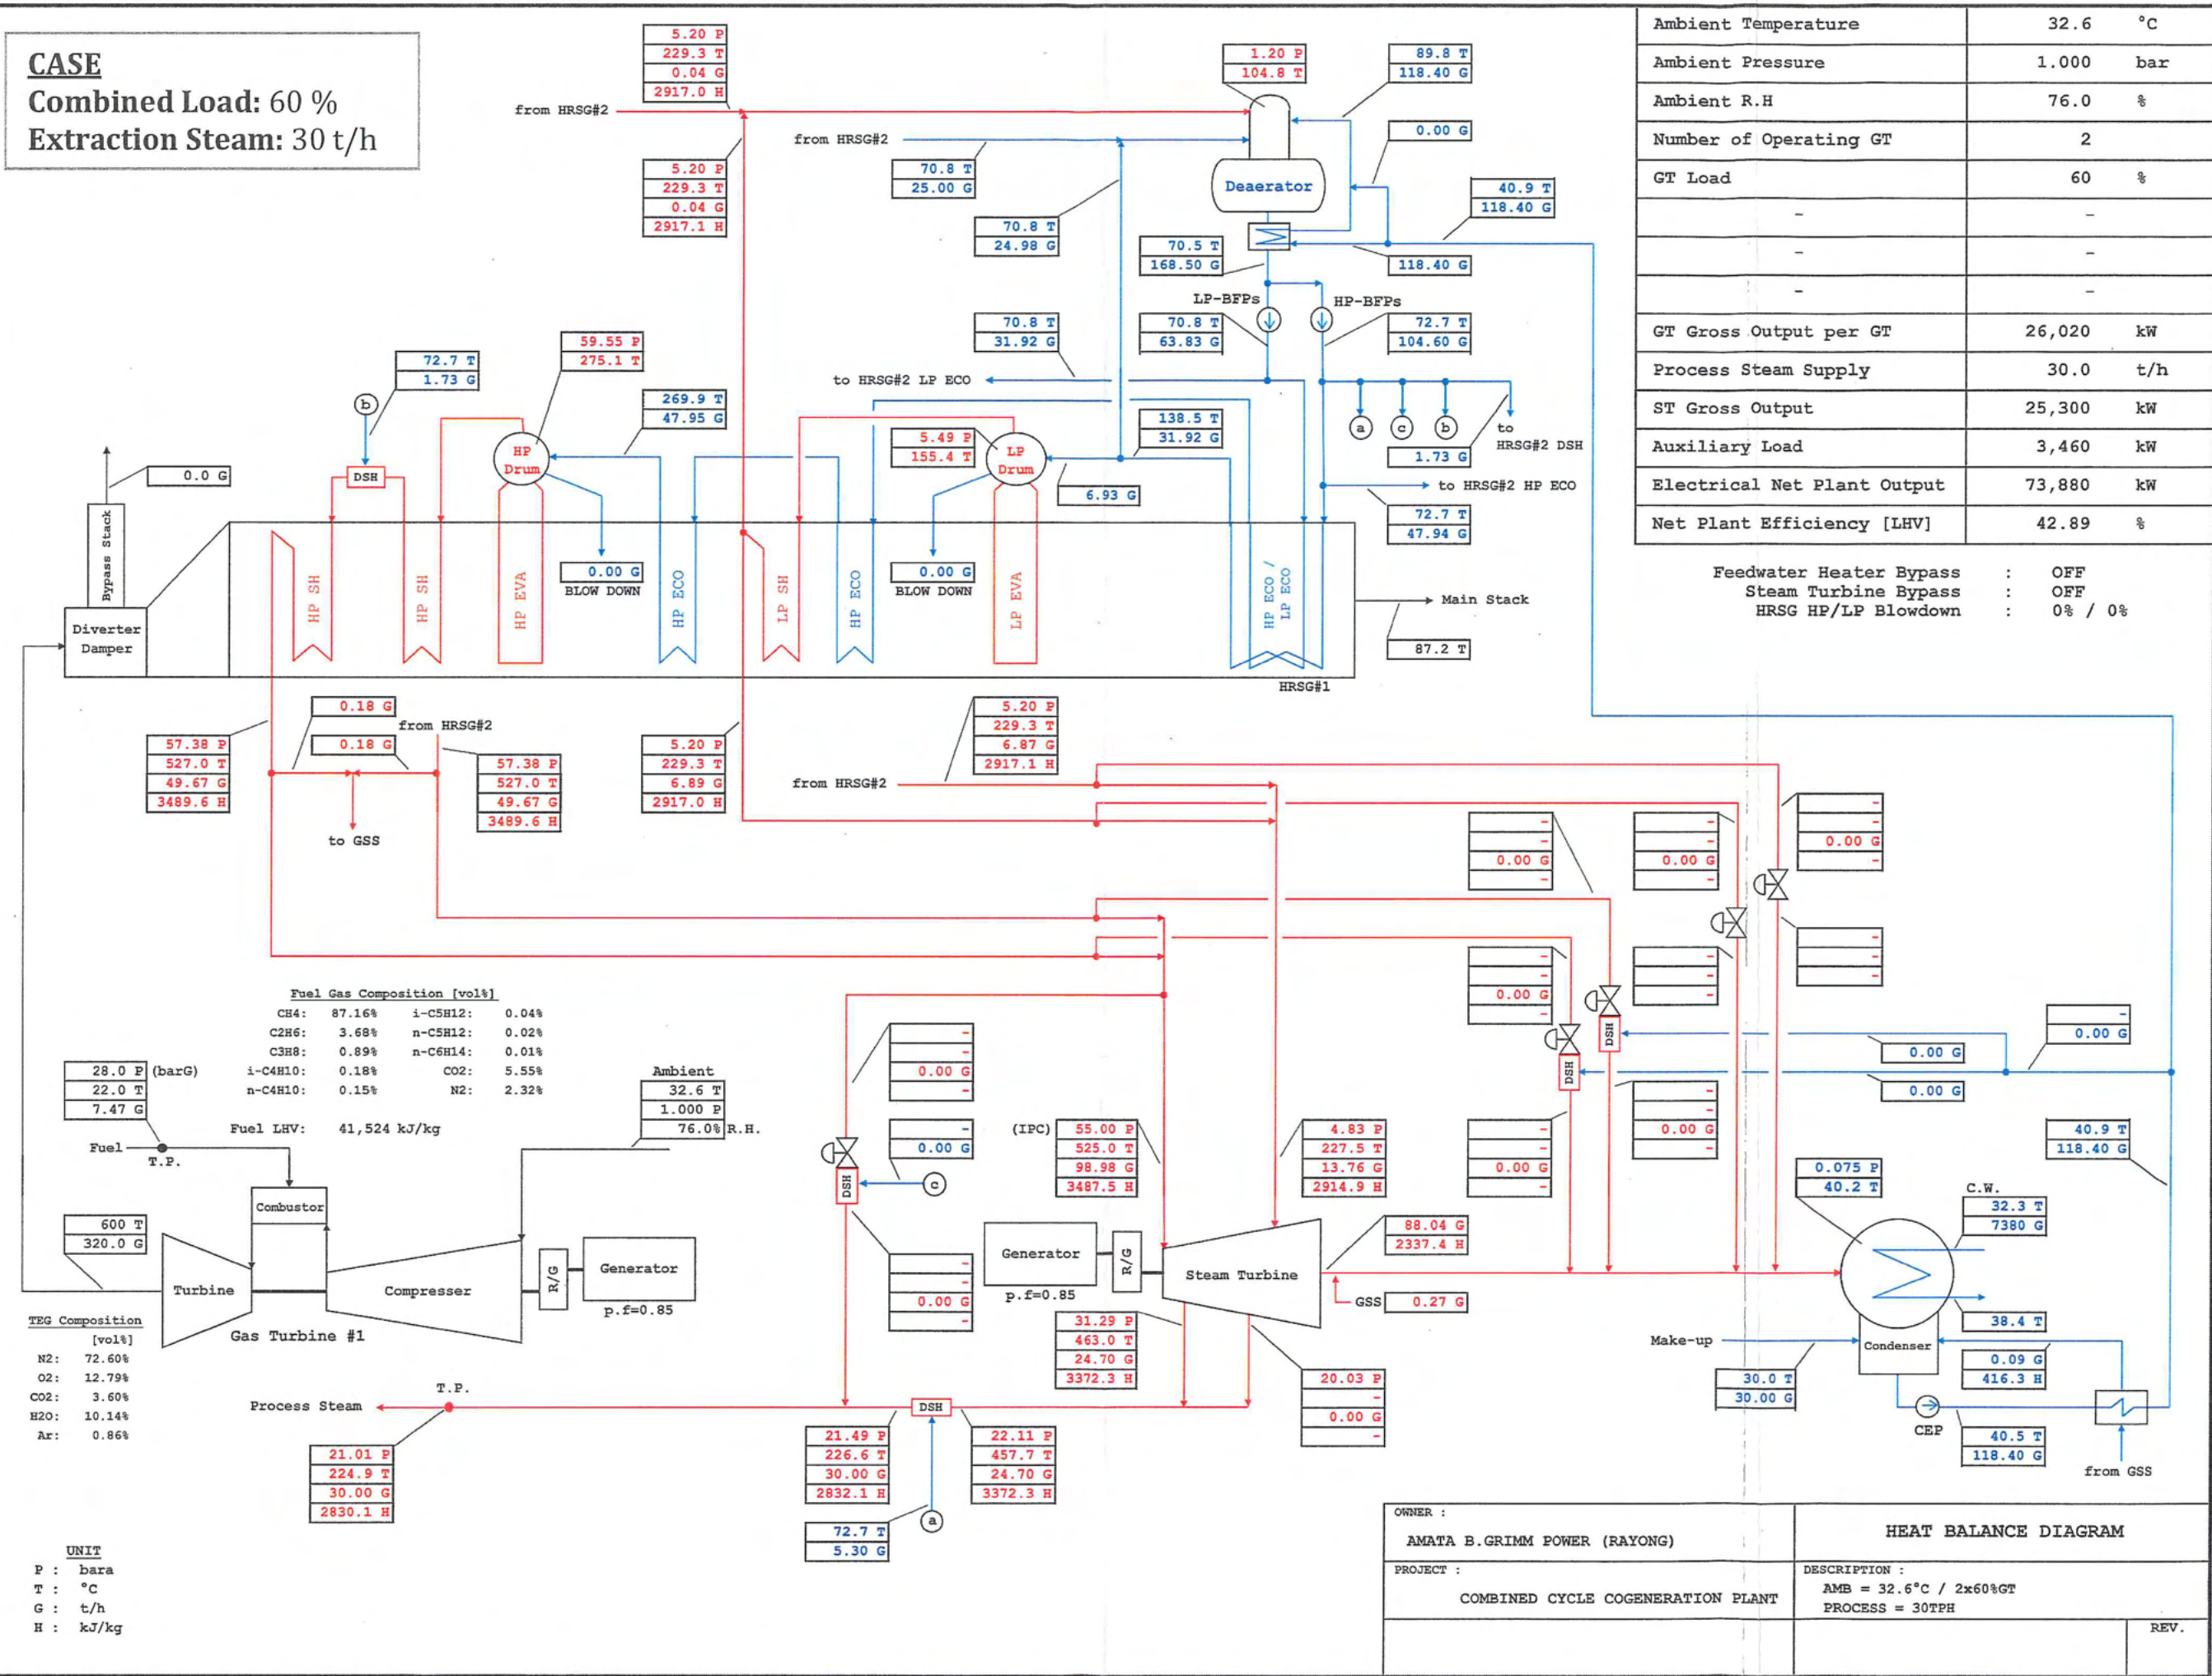 CASE
Combined Load: 60 %
Extraction Steam: 30 t/h
5.20 P
229.3 T
0.04 G
2917.0 H
from HRSG#2
5.20 P
229.3 T
0.04 G
2917.1 H
from HRSG#2
70.8 T
25.00 G
70.8 T
24.98 G
1.20 P
104.8 T
89.8 T
118.40 G
0.00 G
Deaerator
40.9 T
118.40 G
70.5 T
168.50 G
118.40 G
LP-BFPs
HP-BFPs
70.8 T
31.92 G
70.8 T
63.83 G
72.7 T
104.60 G
to HRSG#2 LP ECO
a
c
b
to
HRSG#2 DSH
1.73 G
to HRSG#2 HP ECO
72.7 T
47.94 G
Ambient Temperature 32.6 °C
Ambient Pressure 1.000 bar
Ambient R.H 76.0 %
Number of Operating GT 2
GT Load 60 %
- -
- -
- -
GT Gross Output per GT 26,020 kW
Process Steam Supply 30.0 t/h
ST Gross Output 25,300 kW
Auxiliary Load 3,460 kW
Electrical Net Plant Output 73,880 kW
Net Plant Efficiency [LHV] 42.89 %
Feedwater Heater Bypass : OFF
Steam Turbine Bypass : OFF
HRSG HP/LP Blowdown : 0% / 0%
59.55 P
275.1 T
72.7 T
1.73 G
b
DSH
HP
Drum
269.9 T
47.95 G
5.49 P
155.4 T
LP
Drum
138.5 T
31.92 G
6.93 G
0.0 G
Bypass Stack
Diverter
Damper
HP SH
HP SH
HP EVA
0.00 G
BLOW DOWN
HP ECO
LP SH
HP ECO
0.00 G
BLOW DOWN
LP EVA
HP ECO /
LP ECO
Main Stack
87.2 T
HRSG#1
0.18 G
from HRSG#2
0.18 G
57.38 P
527.0 T
49.67 G
3489.6 H
57.38 P
527.0 T
49.67 G
3489.6 H
to GSS
5.20 P
229.3 T
6.89 G
2917.0 H
5.20 P
229.3 T
6.87 G
2917.1 H
from HRSG#2
-
-
0.00 G
-
-
-
0.00 G
-
-
-
0.00 G
-
-
-
0.00 G
-
-
-
-
-
-
-
DSH
DSH
-
0.00 G
0.00 G
0.00 G
-
-
0.00 G
-
-
-
0.00 G
-
Fuel Gas Composition [vol%]
CH4: 87.16% i-C5H12: 0.04%
C2H6: 3.68% n-C5H12: 0.02%
C3H8: 0.89% n-C6H14: 0.01%
i-C4H10: 0.18% CO2: 5.55%
n-C4H10: 0.15% N2: 2.32%
Fuel LHV: 41,524 kJ/kg
28.0 P (barG)
22.0 T
7.47 G
Fuel
T.P.
Ambient
32.6 T
1.000 P
76.0% R.H.
-
-
0.00 G
-
-
0.00 G
c
DSH
-
-
0.00 G
-
(IPC)
55.00 P
525.0 T
98.98 G
3487.5 H
4.83 P
227.5 T
13.76 G
2914.9 H
600 T
320.0 G
Combustor
Turbine
Compresser
R/G
Generator
p.f=0.85
Gas Turbine #1
Generator
p.f=0.85
R/G
Steam Turbine
88.04 G
2337.4 H
GSS 0.27 G
0.075 P
40.2 T
C.W.
32.3 T
7380 G
40.9 T
118.40 G
38.4 T
Make-up
30.0 T
30.00 G
Condenser
0.09 G
416.3 H
CEP
40.5 T
118.40 G
from GSS
TEG Composition
[vol%]
N2: 72.60%
O2: 12.79%
CO2: 3.60%
H2O: 10.14%
Ar: 0.86%
31.29 P
463.0 T
24.70 G
3372.3 H
20.03 P
-
0.00 G
-
Process Steam
T.P.
DSH
21.01 P
224.9 T
30.00 G
2830.1 H
21.49 P
226.6 T
30.00 G
2832.1 H
22.11 P
457.7 T
24.70 G
3372.3 H
72.7 T
5.30 G
a
UNIT
P : bara
T : °C
G : t/h
H : kJ/kg
OWNER :
AMATA B.GRIMM POWER (RAYONG)
HEAT BALANCE DIAGRAM
PROJECT :
COMBINED CYCLE COGENERATION PLANT
DESCRIPTION :
AMB = 32.6°C / 2x60%GT
PROCESS = 30TPH
REV.